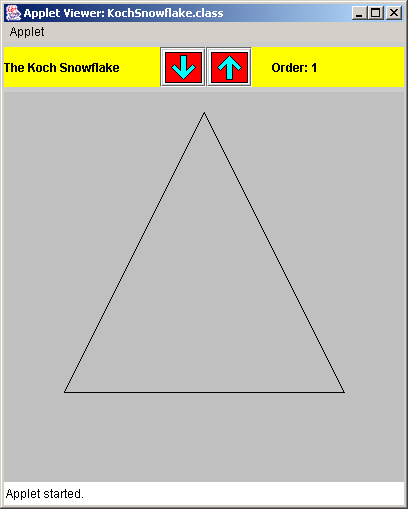 Applet Viewer: KochSnowflake.class
Applet
The Koch Snowflake Order: 1
Applet started.